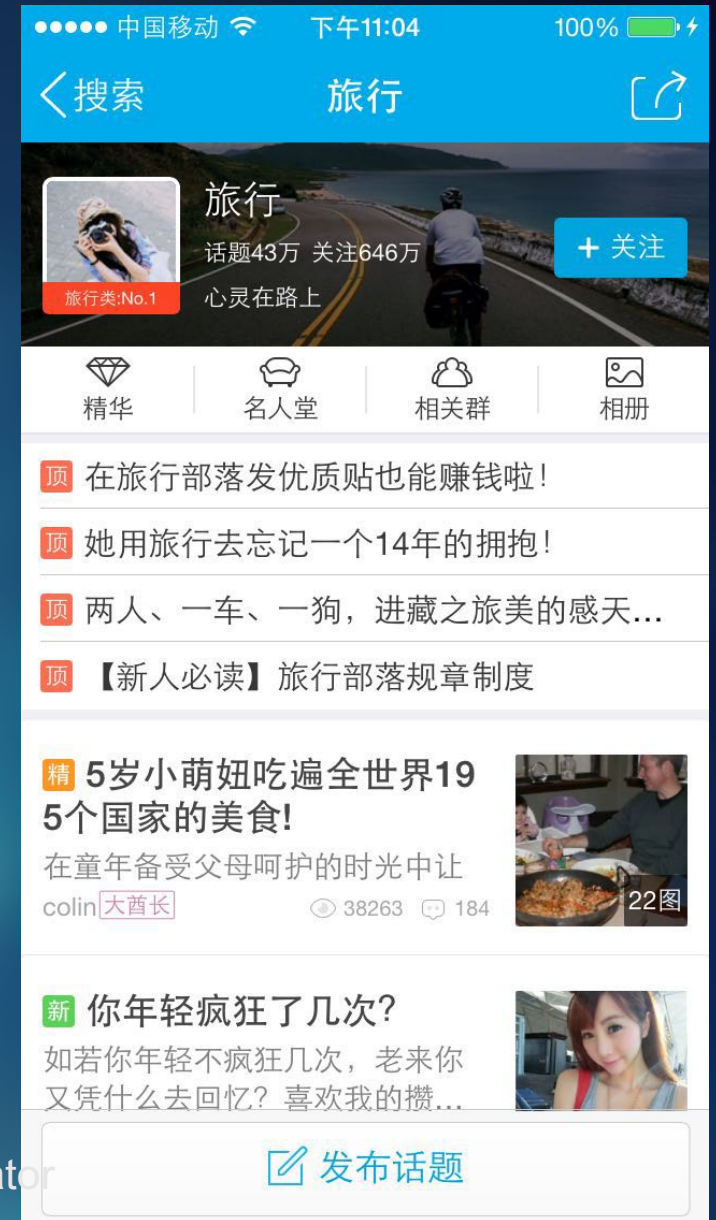 中国移动 下午11:04 100%
搜索 旅行
旅行
话题43万 关注646万
+ 关注
旅行类:No.1
心灵在路上
精华 名人堂 相关群 相册
顶 在旅行部落发优质贴也能赚钱啦！
顶 她用旅行去忘记一个14年的拥抱！
顶 两人、一车、一狗，进藏之旅美的感天...
顶 【新人必读】旅行部落规章制度
精 5岁小萌妞吃遍全世界19
5个国家的美食!
在童年备受父母呵护的时光中让
colin 大酋长 38263 184
22图
新 你年轻疯狂了几次？
如若你年轻不疯狂几次，老来你
又凭什么去回忆？喜欢我的攒...
发布话题
ator